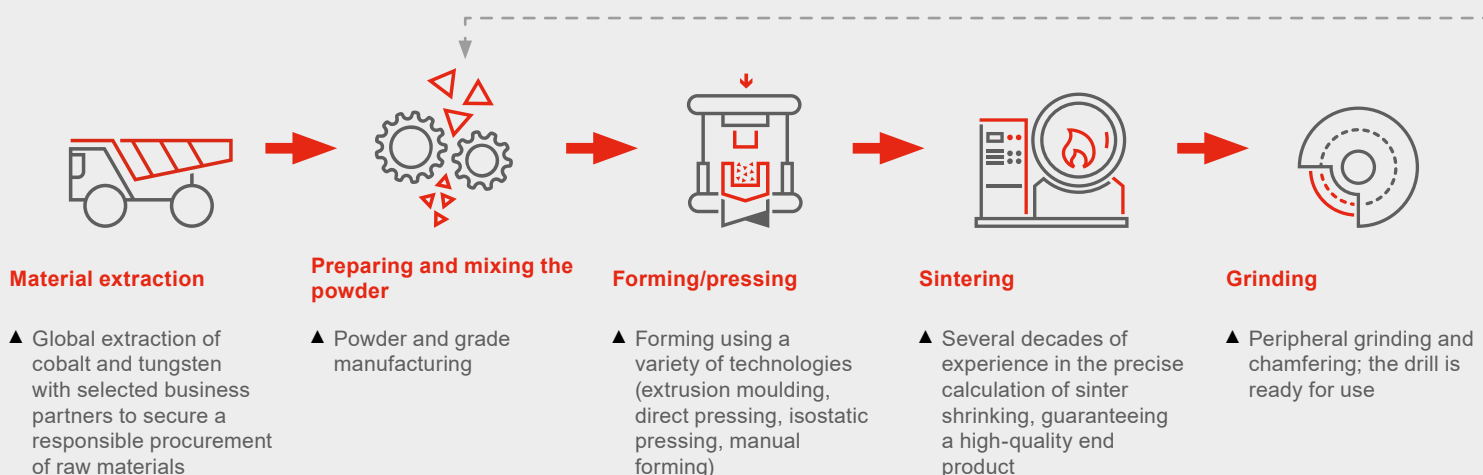 Material extraction
▲ Global extraction of
cobalt and tungsten
with selected business
partners to secure a
responsible procurement
of raw materials
Preparing and mixing the
powder
▲ Powder and grade
manufacturing
Forming/pressing
▲ Forming using a
variety of technologies
(extrusion moulding,
direct pressing, isostatic
pressing, manual
forming)
Sintering
▲ Several decades of
experience in the precise
calculation of sinter
shrinking, guaranteeing
a high-quality end
product
Grinding
▲ Peripheral grinding and
chamfering; the drill is
ready for use